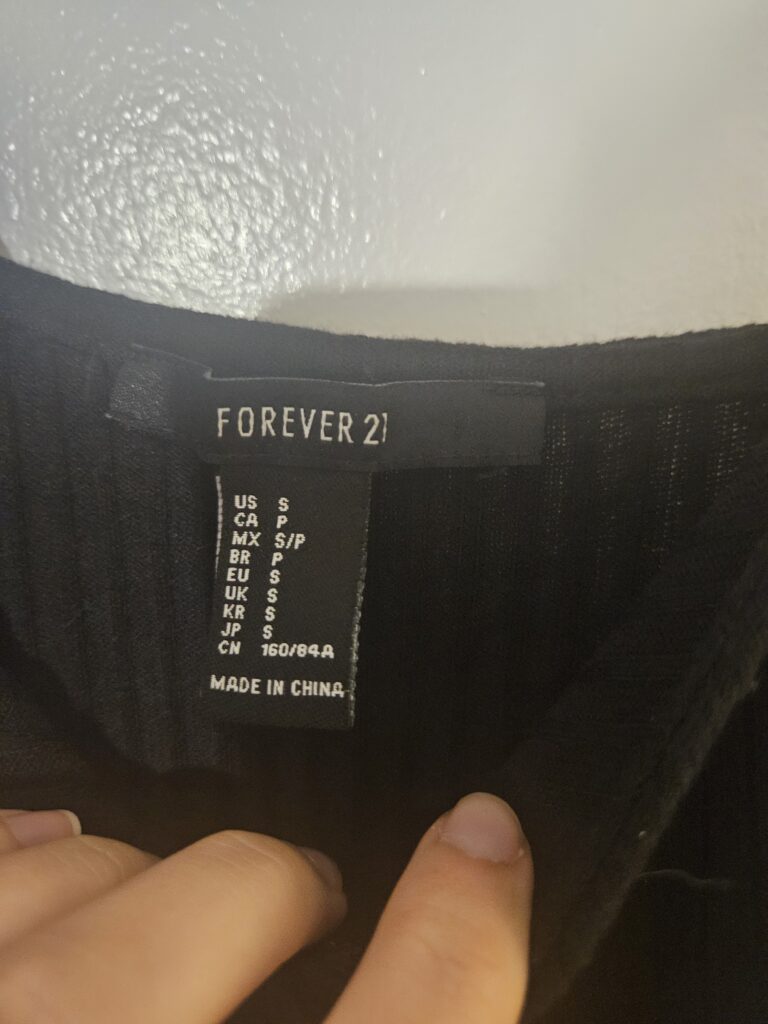 FOREVER 21
US S
CA P
MX S/P
BR P
EU S
UK S
KR S
JP S
CN 160/84A
MADE IN CHINA